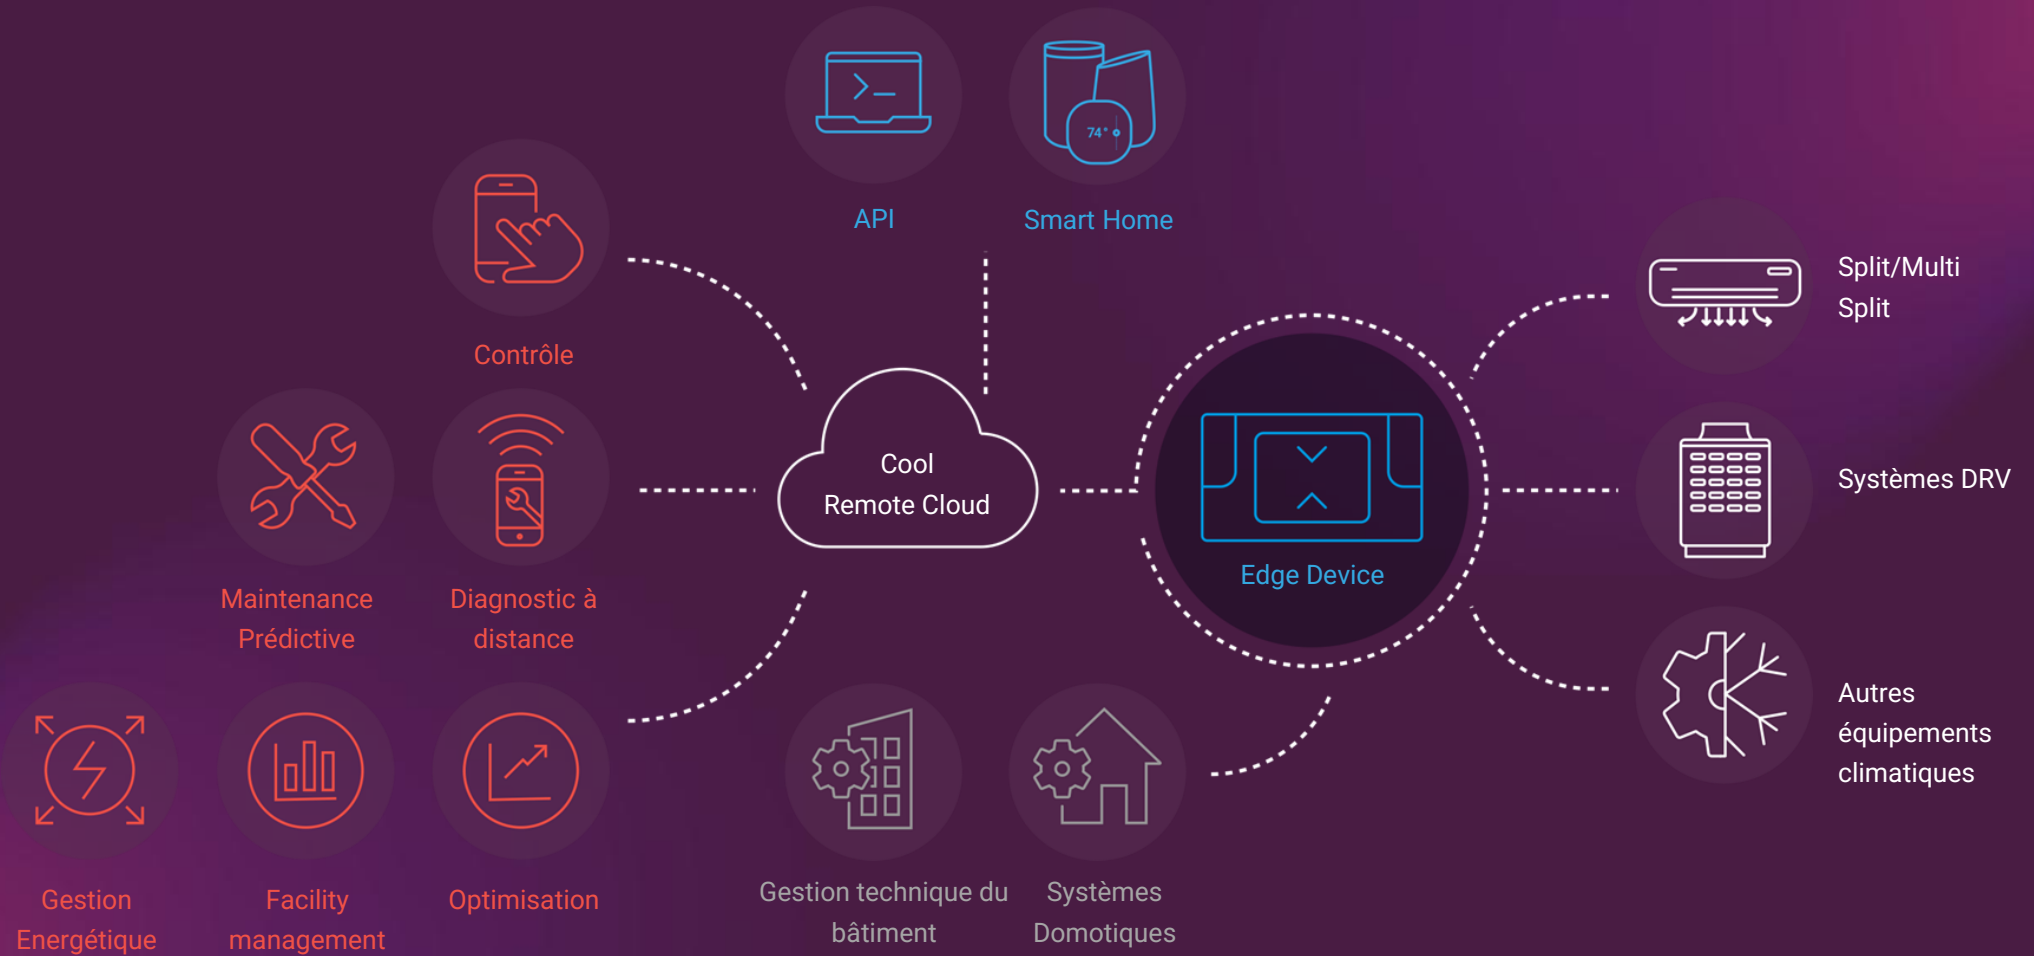 74°
API
Smart Home
Contrôle
Split/Multi
Split
Cool
Remote Cloud
Systèmes DRV
Edge Device
Maintenance
Prédictive
Diagnostic à
distance
Autres
équipements
climatiques
Gestion
Energétique
Facility
management
Optimisation
Gestion technique du
bâtiment
Systèmes
Domotiques